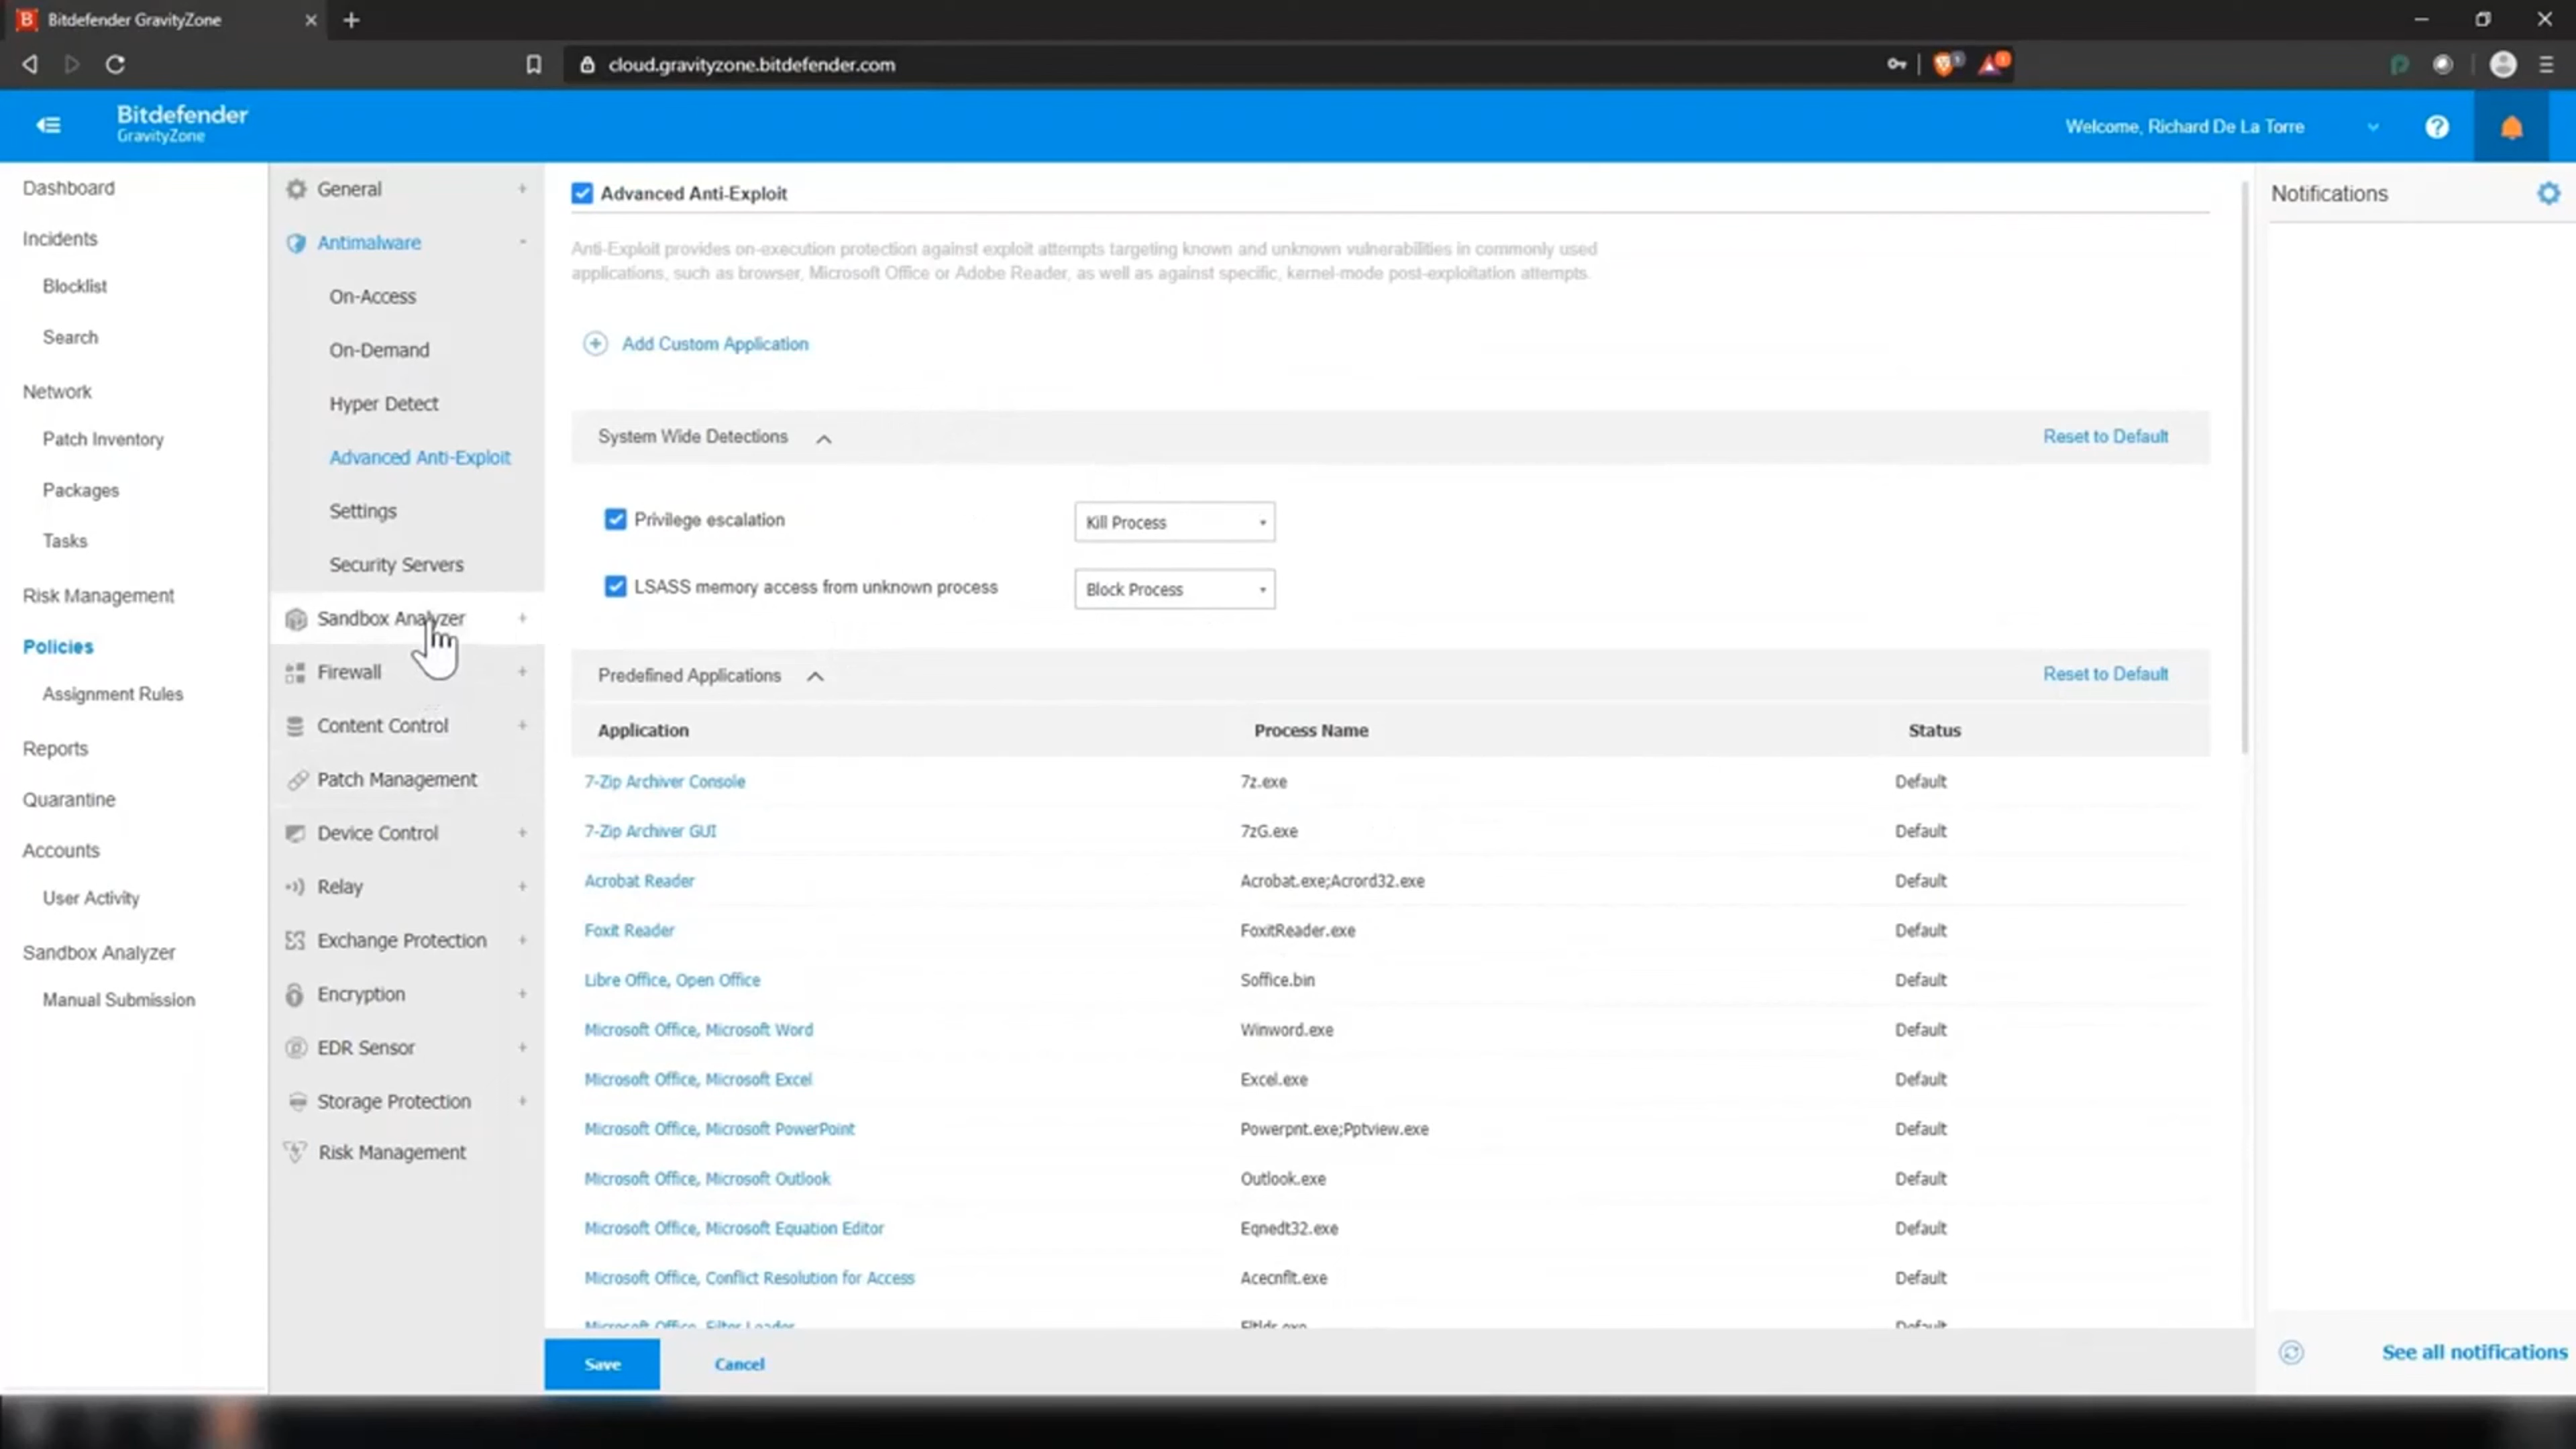 Bitdefender GravityZone
cloud.gravityzone.bitdefender.com
Bitdefender
GravityZone
Welcome, Richard De La Torre
Dashboard
Incidents
Blocklist
Search
Network
Patch Inventory
Packages
Tasks
Risk Management
Policies
Assignment Rules
Reports
Quarantine
Accounts
User Activity
Sandbox Analyzer
Manual Submission
General
Antimalware
On-Access
On-Demand
Hyper Detect
Advanced Anti-Exploit
Settings
Security Servers
Sandbox Analyzer
Firewall
Content Control
Patch Management
Device Control
Relay
Exchange Protection
Encryption
EDR Sensor
Storage Protection
Risk Management
Advanced Anti-Exploit
Anti-Exploit provides on-execution protection against exploit attempts targeting known and unknown vulnerabilities in commonly used
applications, such as browser, Microsoft Office or Adobe Reader, as well as against specific, kernel-mode post-exploitation attempts.
Add Custom Application
System Wide Detections Reset to Default
Privilege escalation Kill Process
LSASS memory access from unknown process Block Process
Predefined Applications Reset to Default
Application Process Name Status
7-Zip Archiver Console 7z.exe Default
7-Zip Archiver GUI 7zG.exe Default
Acrobat Reader Acrobat.exe;Acrord32.exe Default
Foxit Reader FoxitReader.exe Default
Libre Office, Open Office Soffice.bin Default
Microsoft Office, Microsoft Word Winword.exe Default
Microsoft Office, Microsoft Excel Excel.exe Default
Microsoft Office, Microsoft PowerPoint Powerpnt.exe;Pptview.exe Default
Microsoft Office, Microsoft Outlook Outlook.exe Default
Microsoft Office, Microsoft Equation Editor Eqnedt32.exe Default
Microsoft Office, Conflict Resolution for Access Acecnflt.exe Default
Microsoft Office, Filter Loader Fltldr.exe Default
Save Cancel
Notifications
See all notifications